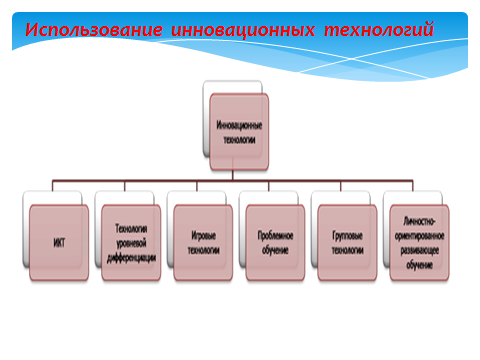 Использование инновационных технологий
Инновационные
технологии
ИКТ
Технология
уровневой
дифференциации
Игровые
технологии
Проблемное
обучение
Групповые
технологии
Личностно-
ориентированное
развивающее
обучение